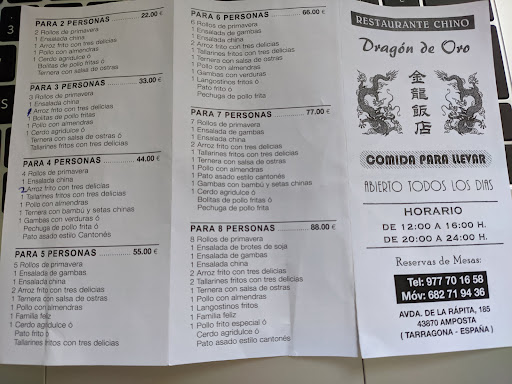 PARA 2 PERSONAS 22.00 €
2 Rollos de primavera
1 Ensalada china
1 Arroz frito con tres delicias
1 Pollo con almendras
1 Cerdo agridulce ó
Bolitas de pollo fritas ó
Ternera con salsa de ostras
PARA 3 PERSONAS 33.00 €
3 Rollos de primavera
1 Ensalada china
Arroz frito con tres delicias
1 Bolitas de pollo fritas
1 Pollo con almendras
1 Cerdo agridulce ó
Ternera con salsa de ostras ó
Tallarines fritos con tres delicias
PARA 4 PERSONAS 44.00 €
4 Rollos de primavera
1 Ensalada china
2 Arroz frito con tres delicias
1 Tallarines fritos con tres delicias
1 Pollo con almendras
1 Ternera con bambú y setas chinas
1 Gambas con verduras ó
Pechuga de pollo frito ó
Pato asado estilo Cantonés
PARA 5 PERSONAS 55.00 €
5 Rollos de primavera
1 Ensalada de gambas
1 Ensalada china
2 Arroz frito con tres delicias
2 Tallarines fritos con tres delicias
1 Ternera con salsa de ostras
1 Pollo con almendras
1 Familia feliz
1 Cerdo agridulce ó
Pato frito ó
Tallarines fritos con tres delicias
PARA 6 PERSONAS 66.00 €
6 Rollos de primavera
1 Ensalada de gambas
1 Ensalada china
2 Arroz frito con tres delicias
2 Tallarines fritos con tres delicias
1 Ternera con salsa de ostras
1 Pollo con almendras
1 Gambas con verduras
1 Langostinos fritos
1 Pato frito ó
Pechuga de pollo frita
PARA 7 PERSONAS 77.00 €
7 Rollos de primavera
1 Ensalada de gambas
1 Ensalada china
3 Arroz frito con tres delicias
2 Tallarines fritos con tres delicias
1 Cerdo agridulce
1 Ternera con salsa de ostras
1 Pollo con almendras
1 Pato asado estilo cantonés
1 Gambas con bambú y setas chinas
Bolitas de pollo fritas ó
1 Pechuga de pollo frita
PARA 8 PERSONAS 88.00 €
8 Rollos de primavera
1 Ensalada de brotes de soja
1 Ensalada de gambas
1 Ensalada china
3 Arroz frito con tres delicias
2 Tallarines fritos con tres delicias
1 Ternera con salsa de ostras
1 Pollo con almendras
1 Langostinos fritos
1 Familia feliz
1 Pollo frito especial ó
Cerdo agridulce ó
Pato asado estilo cantonés
RESTAURANTE CHINO
Dragón de Oro
金龍飯店
COMIDA PARA LLEVAR
ABIERTO TODOS LOS DIAS
HORARIO
DE 12:00 A 16:00 H.
DE 20:00 A 24:00 H.
Reservas de Mesas:
Tel: 977 70 16 58
Móv: 682 71 94 36
AVDA. DE LA RÁPITA, 185
43870 AMPOSTA
( TARRAGONA - ESPAÑA )